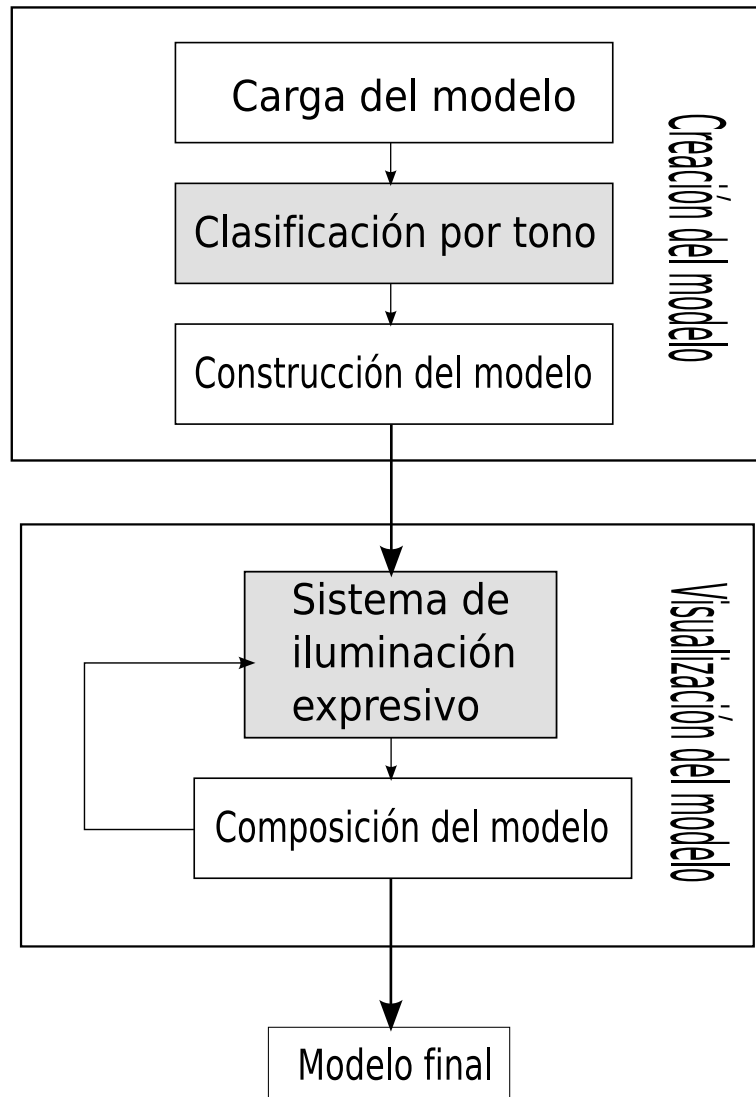 Carga del modelo
Clasificación por tono
Construcción del modelo
Creación del modelo
Sistema de
iluminación
expresivo
Composición del modelo
Visualización del modelo
Modelo final